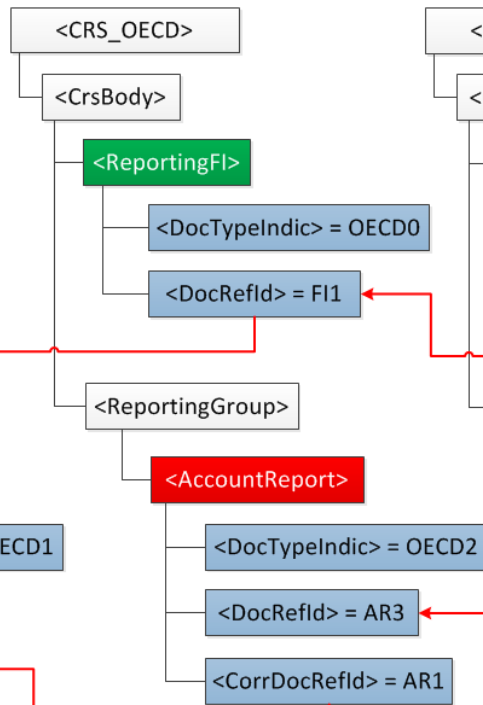 <CRS_OECD>
<
<CrsBody>
<
<ReportingFI>
<DocTypeIndic> = OECD0
<DocRefId> = FI1
<ReportingGroup>
<AccountReport>
ECD1
<DocTypeIndic> = OECD2
<DocRefId> = AR3
<CorrDocRefId> = AR1